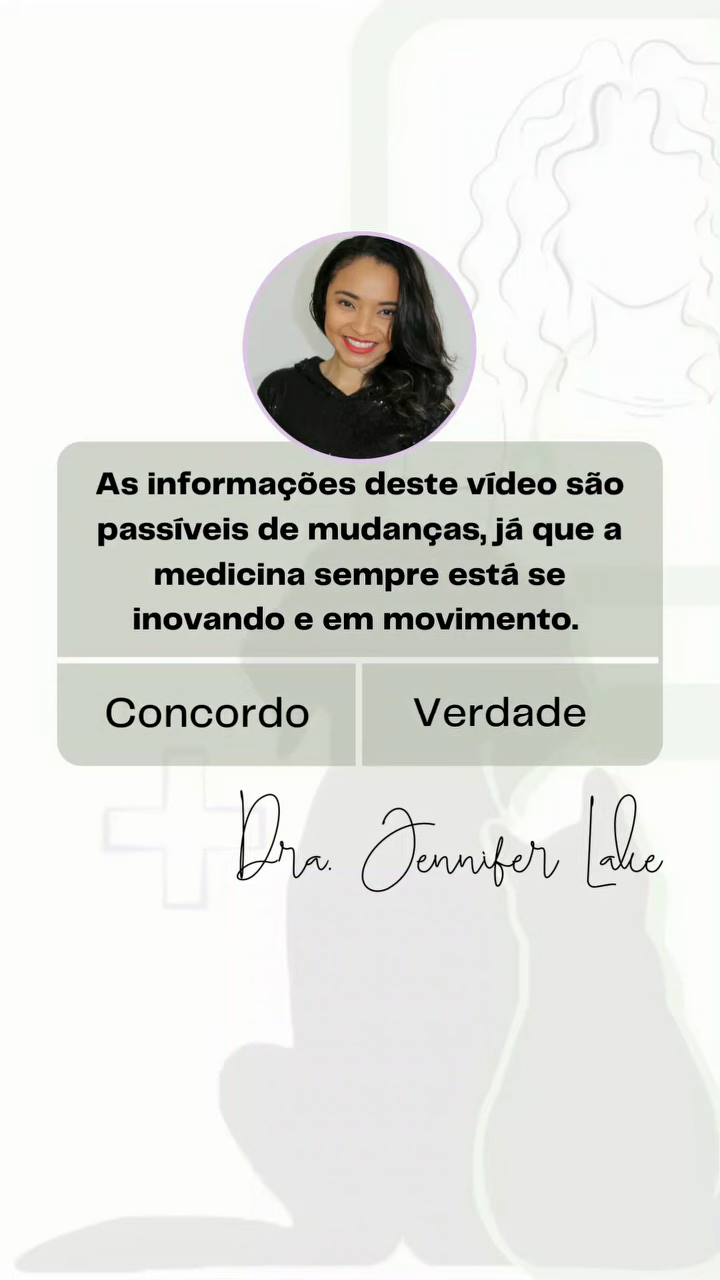 As informações deste vídeo são
passíveis de mudanças, já que a
medicina sempre está se
inovando e em movimento.
Concordo
Verdade
Dra. Jennifer Lake